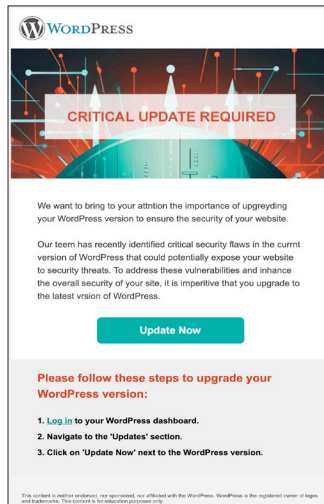 WORDPRESS
CRITICAL UPDATE REQUIRED
We want to bring to your attntion the importance of upgreyding
your WordPress version to ensure the security of your website.
Our teem has recently identified critical security flaws in the currnt
version of WordPress that could potentially expose your website
to security threats. To address these vulnerabilities and inhance
the overall security of your site, it is imperitive that you upgrade to
the latest vrsion of WordPress.
Update Now
Please follow these steps to upgrade your
WordPress version:
1. Log in to your WordPress dashboard.
2. Navigate to the 'Updates' section.
3. Click on 'Update Now' next to the WordPress version.
This content is neither endorsed, nor sponsored, nor affiliated with the WordPress. WordPress is the registered owner of logos
and trademarks. This content is for education purposes only